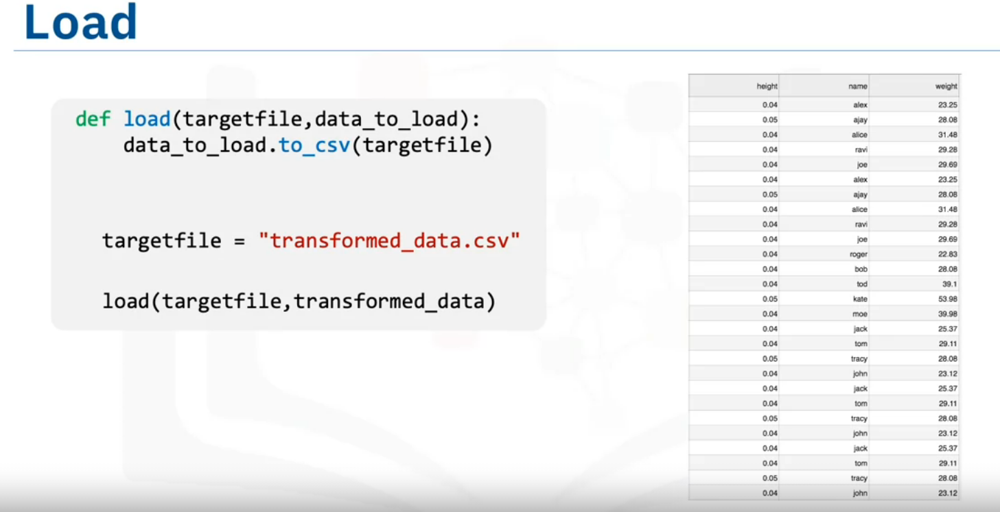 Load
def load(targetfile,data_to_load):
data_to_load.to_csv(targetfile)
targetfile = "transformed_data.csv"
load(targetfile,transformed_data)
height name weight
0.04 alex 23.25
0.05 ajay 28.08
0.04 alice 31.48
0.04 ravi 29.28
0.04 joe 29.69
0.04 alex 23.25
0.05 ajay 28.08
0.04 alice 31.48
0.04 ravi 29.28
0.04 joe 29.69
0.04 roger 22.83
0.04 bob 28.08
0.04 tod 39.1
0.05 kate 53.98
0.04 moe 39.98
0.04 jack 25.37
0.04 tom 29.11
0.05 tracy 28.08
0.04 john 23.12
0.04 jack 25.37
0.04 tom 29.11
0.05 tracy 28.08
0.04 john 23.12
0.04 jack 25.37
0.04 tom 29.11
0.05 tracy 28.08
0.04 john 23.12